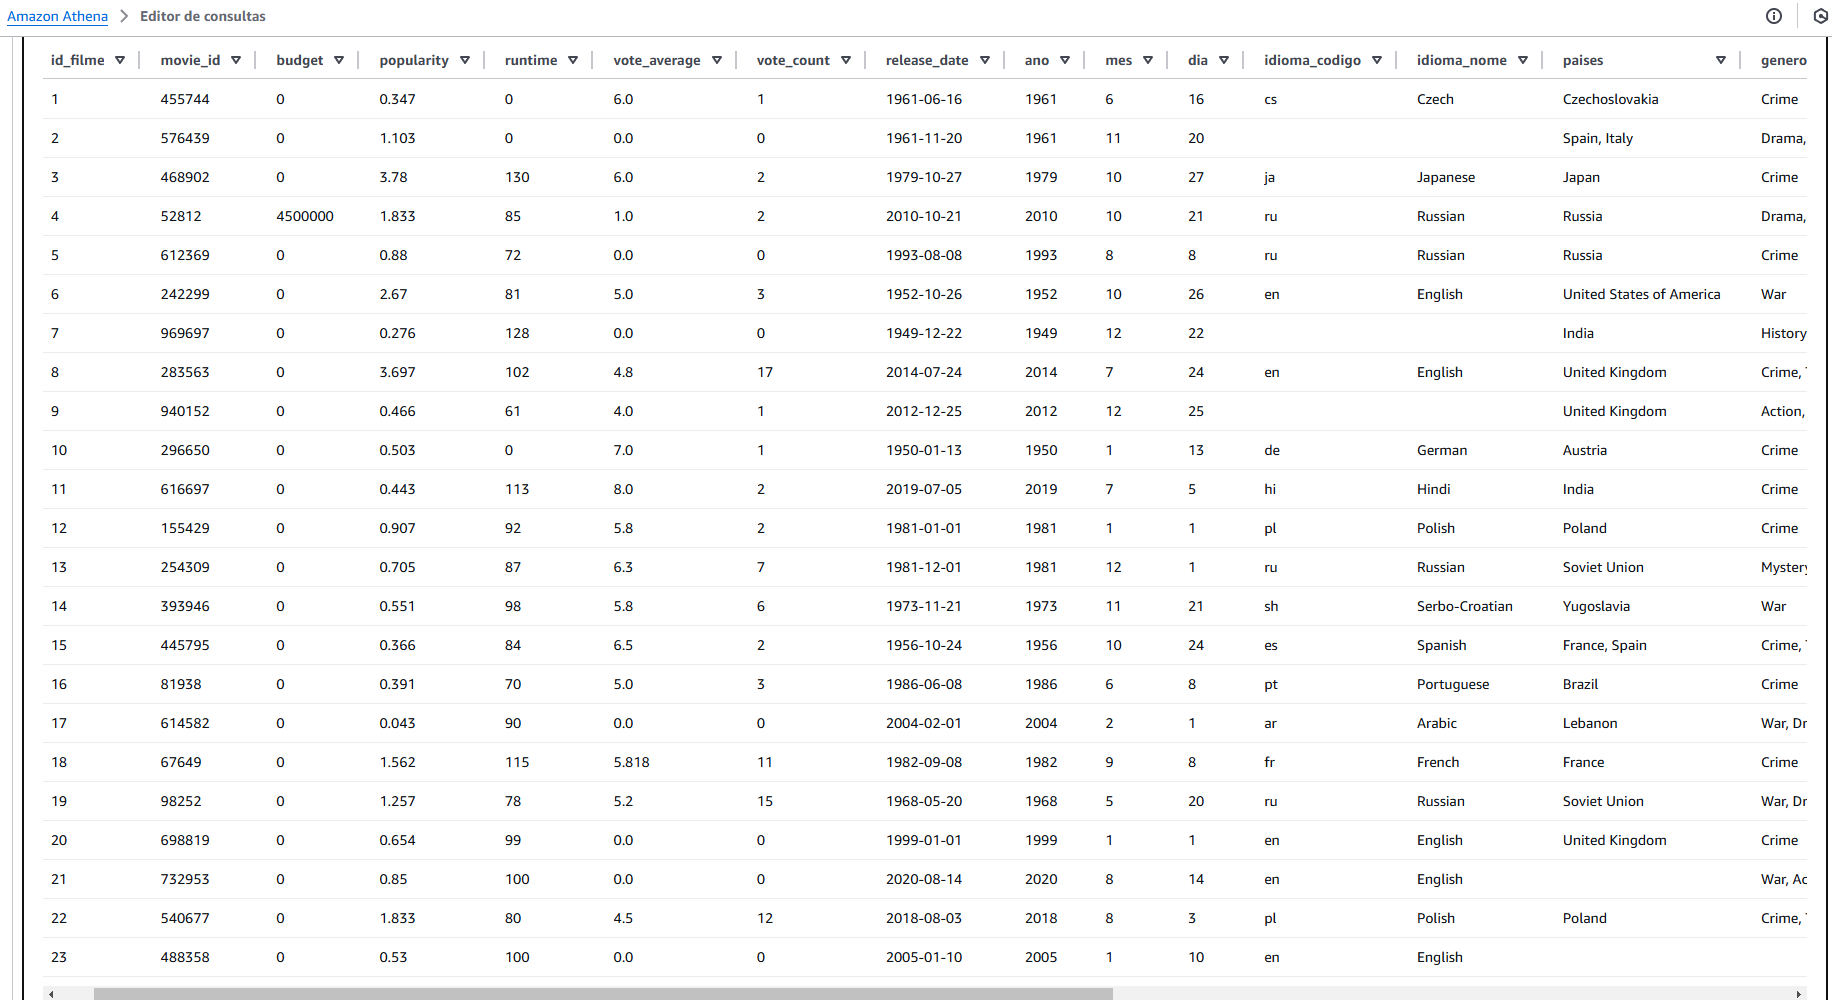 Amazon Athena > Editor de consultas
id_filme movie_id budget popularity runtime vote_average vote_count release_date ano mes dia idioma_codigo idioma_nome paises genero
1 455744 0 0.347 0 6.0 1 1961-06-16 1961 6 16 cs Czech Czechoslovakia Crime
2 576439 0 1.103 0 0.0 0 1961-11-20 1961 11 20 Spain, Italy Drama,
3 468902 0 3.78 130 6.0 2 1979-10-27 1979 10 27 ja Japanese Japan Crime
4 52812 4500000 1.833 85 1.0 2 2010-10-21 2010 10 21 ru Russian Russia Drama,
5 612369 0 0.88 72 0.0 0 1993-08-08 1993 8 8 ru Russian Russia Crime
6 242299 0 2.67 81 5.0 3 1952-10-26 1952 10 26 en English United States of America War
7 969697 0 0.276 128 0.0 0 1949-12-22 1949 12 22 India History
8 283563 0 3.697 102 4.8 17 2014-07-24 2014 7 24 en English United Kingdom Crime,
9 940152 0 0.466 61 4.0 1 2012-12-25 2012 12 25 United Kingdom Action,
10 296650 0 0.503 0 7.0 1 1950-01-13 1950 1 13 de German Austria Crime
11 616697 0 0.443 113 8.0 2 2019-07-05 2019 7 5 hi Hindi India Crime
12 155429 0 0.907 92 5.8 2 1981-01-01 1981 1 1 pl Polish Poland Crime
13 254309 0 0.705 87 6.3 7 1981-12-01 1981 12 1 ru Russian Soviet Union Mystery
14 393946 0 0.551 98 5.8 6 1973-11-21 1973 11 21 sh Serbo-Croatian Yugoslavia War
15 445795 0 0.366 84 6.5 2 1956-10-24 1956 10 24 es Spanish France, Spain Crime,
16 81938 0 0.391 70 5.0 3 1986-06-08 1986 6 8 pt Portuguese Brazil Crime
17 614582 0 0.043 90 0.0 0 2004-02-01 2004 2 1 ar Arabic Lebanon War, Dr
18 67649 0 1.562 115 5.818 11 1982-09-08 1982 9 8 fr French France Crime
19 98252 0 1.257 78 5.2 15 1968-05-20 1968 5 20 ru Russian Soviet Union War, Dr
20 698819 0 0.654 99 0.0 0 1999-01-01 1999 1 1 en English United Kingdom Crime
21 732953 0 0.85 100 0.0 0 2020-08-14 2020 8 14 en English War, Ac
22 540677 0 1.833 80 4.5 12 2018-08-03 2018 8 3 pl Polish Poland Crime,
23 488358 0 0.53 100 0.0 0 2005-01-10 2005 1 10 en English